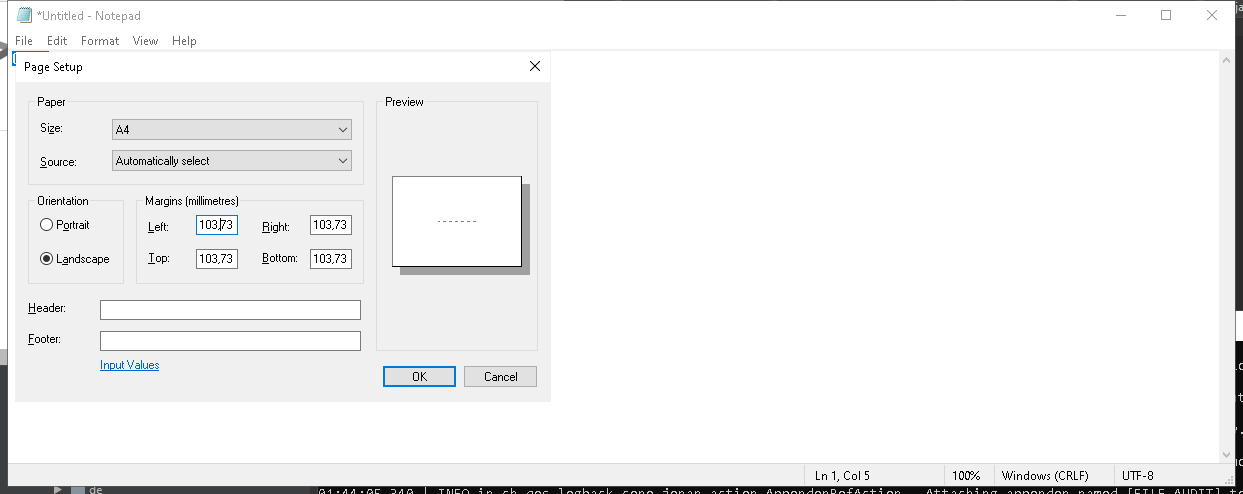 *Untitled - Notepad
File Edit Format View Help
Page Setup
Paper
Size: A4
Source: Automatically select
Preview
Orientation
Portrait
Landscape
Margins (millimetres)
Left: 103,73 Right: 103,73
Top: 103,73 Bottom: 103,73
Header:
Footer:
Input Values
OK Cancel
Ln 1, Col 5 100% Windows (CRLF) UTF-8
de
01:44:05,340 | INFO in ch.qos.logback.core.joran.action.AppenderRefAction - Attaching appender named [FILE_AUDIT] t